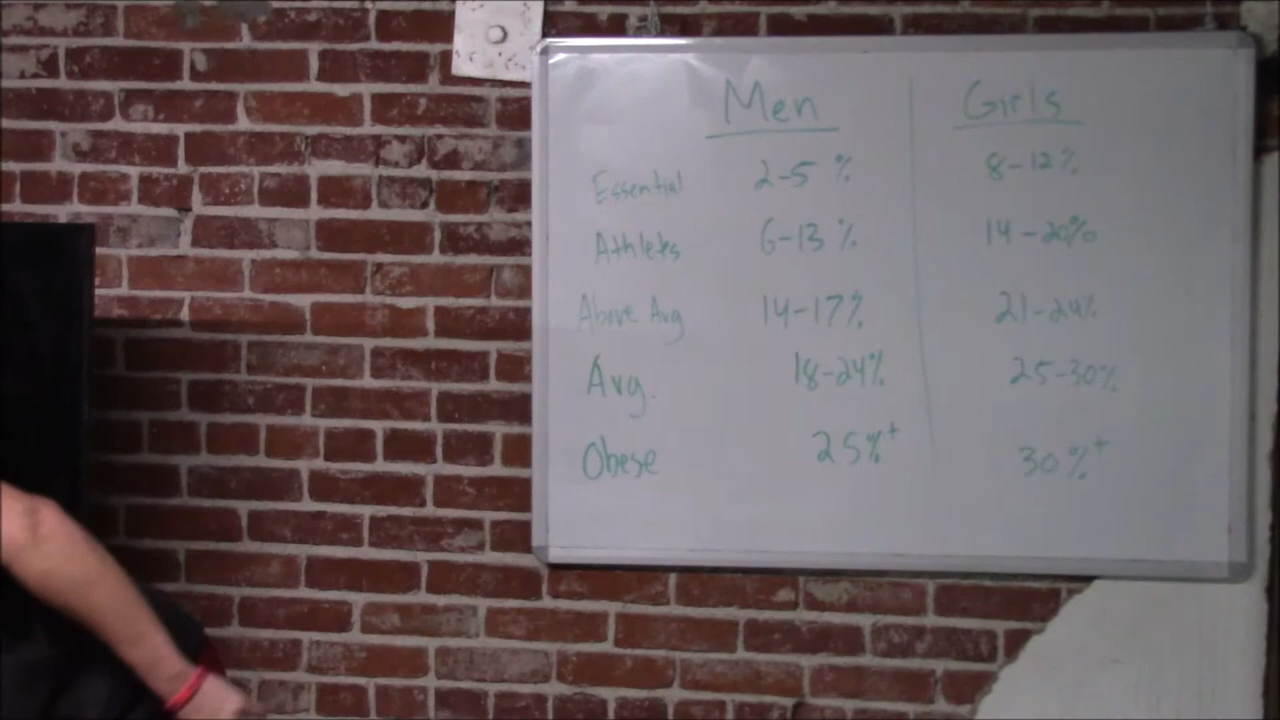 Men Girls
Essential 2-5 % 8-12%
Athletes 6-13 % 14-20%
Above Avg 14-17% 21-24%
Avg. 18-24% 25-30%
Obese 25%+ 30%+